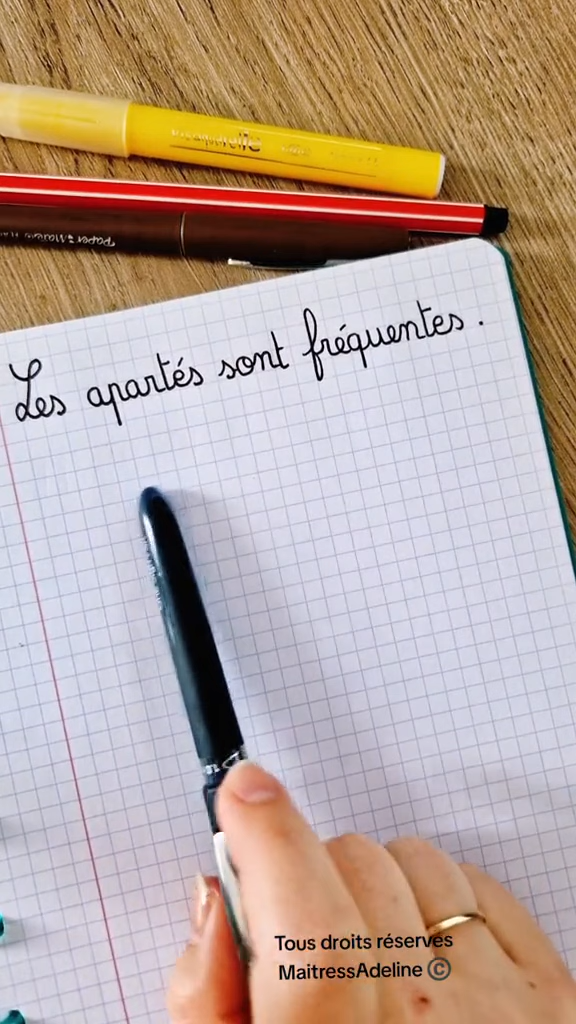 Les apartés sont fréquentes.
Tous droits réservés
MaitressAdeline ©